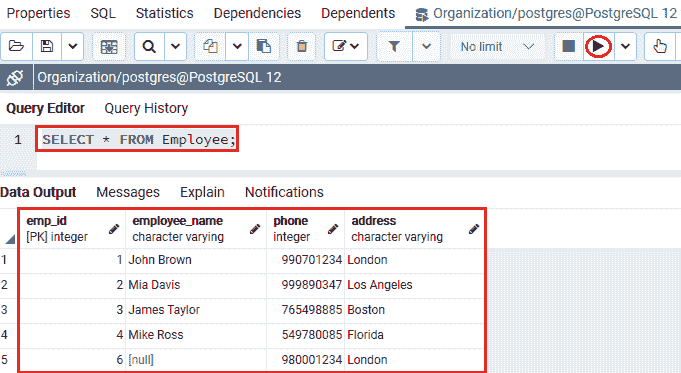 Properties SQL Statistics Dependencies Dependents Organization/postgres@PostgreSQL 12
No limit
Organization/postgres@PostgreSQL 12
Query Editor Query History
1 SELECT * FROM Employee;
Data Output Messages Explain Notifications
emp_id employee_name phone address
[PK] integer character varying integer character varying
1 1 John Brown 990701234 London
2 2 Mia Davis 999890347 Los Angeles
3 3 James Taylor 765498885 Boston
4 4 Mike Ross 549780085 Florida
5 6 [null] 980001234 London